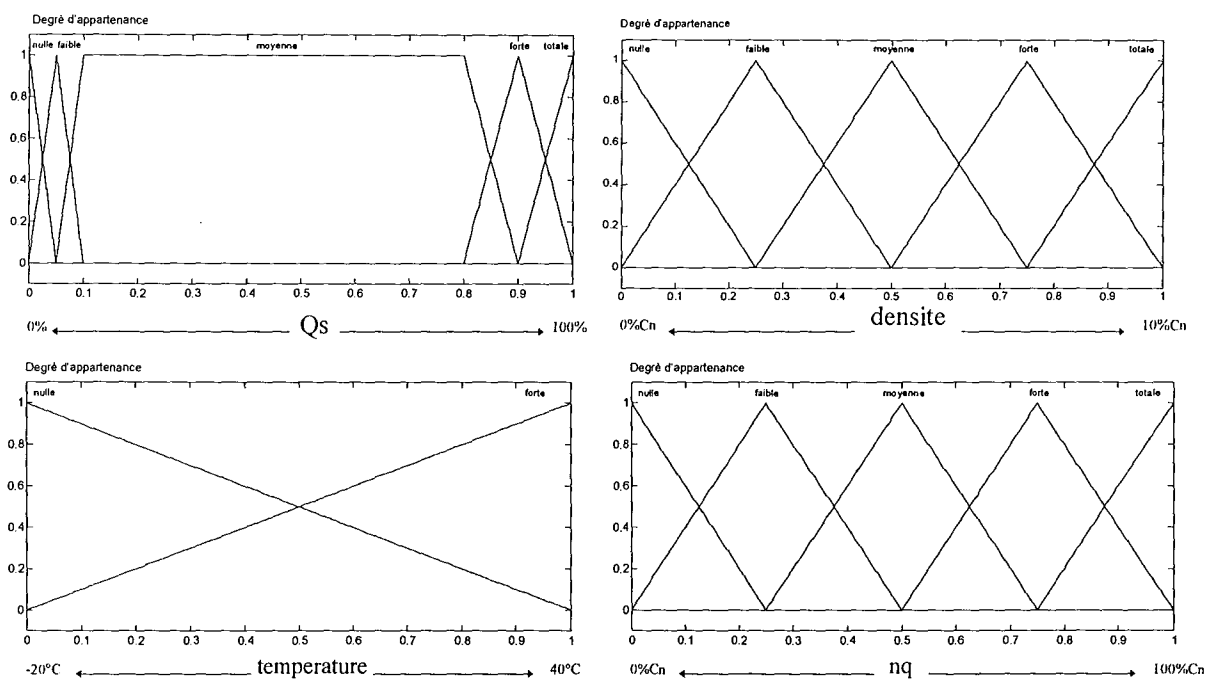 Degré d'appartenance
nulle faible moyenne forte totale
1
0.8
0.6
0.4
0.2
0
0 0.1 0.2 0.3 0.4 0.5 0.6 0.7 0.8 0.9 1
0% Qs 100%
Degré d'appartenance
nulle faible moyenne forte totale
1
0.8
0.6
0.4
0.2
0
0 0.1 0.2 0.3 0.4 0.5 0.6 0.7 0.8 0.9 1
0%Cn densite 10%Cn
Degré d'appartenance
nulle forte
1
0.8
0.6
0.4
0.2
0
0 0.1 0.2 0.3 0.4 0.5 0.6 0.7 0.8 0.9 1
-20°C temperature 40°C
Degré d'appartenance
nulle faible moyenne forte totale
1
0.8
0.6
0.4
0.2
0
0 0.1 0.2 0.3 0.4 0.5 0.6 0.7 0.8 0.9 1
0%Cn nq 100%Cn